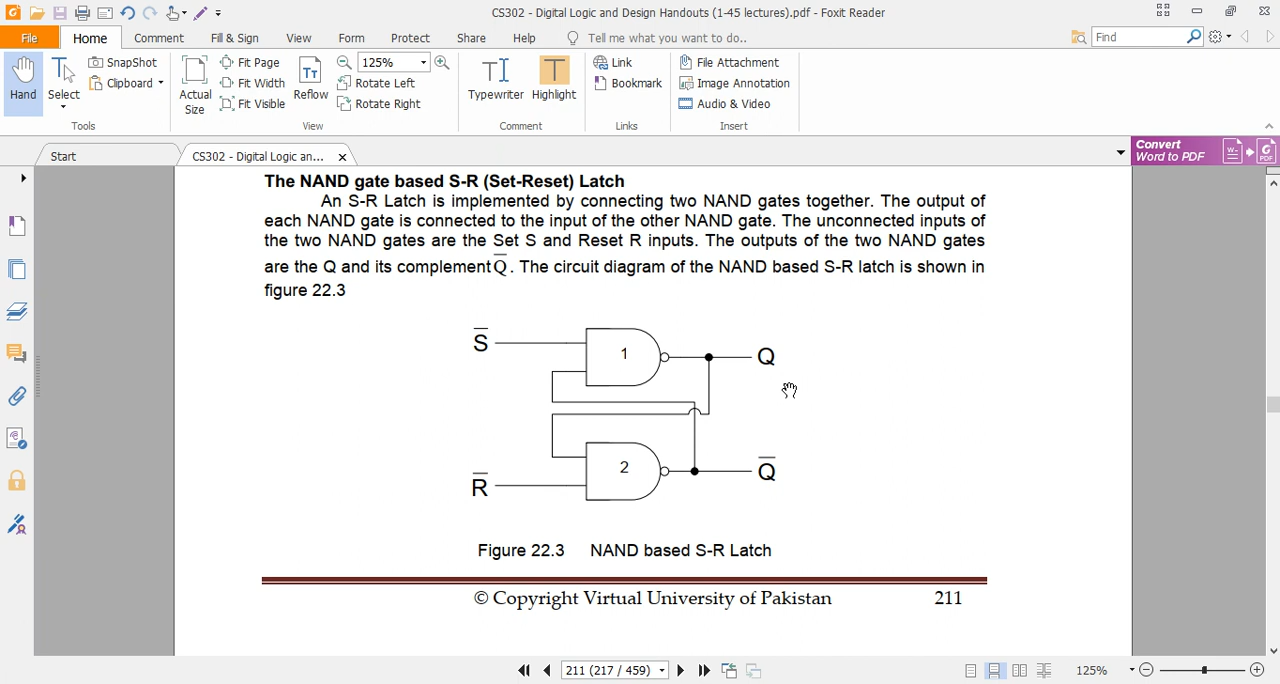 CS302 - Digital Logic and Design Handouts (1-45 lectures).pdf - Foxit Reader
File Home Comment Fill & Sign View Form Protect Share Help Tell me what you want to do.. Find
Hand
Select
SnapShot
Clipboard
Tools
Actual Size
Fit Page
Fit Width
Fit Visible
Reflow
125%
Rotate Left
Rotate Right
View
Typewriter
Highlight
Comment
Link
Bookmark
Links
File Attachment
Image Annotation
Audio & Video
Insert
Start
CS302 - Digital Logic an...
Convert
Word to PDF
PDF
The NAND gate based S-R (Set-Reset) Latch
An S-R Latch is implemented by connecting two NAND gates together. The output of
each NAND gate is connected to the input of the other NAND gate. The unconnected inputs of
the two NAND gates are the Set S and Reset R inputs. The outputs of the two NAND gates
are the Q and its complement Q̅. The circuit diagram of the NAND based S-R latch is shown in
figure 22.3
S̅
1
Q
2
R̅
Q̅
Figure 22.3 NAND based S-R Latch
© Copyright Virtual University of Pakistan 211
211 (217 / 459)
125%